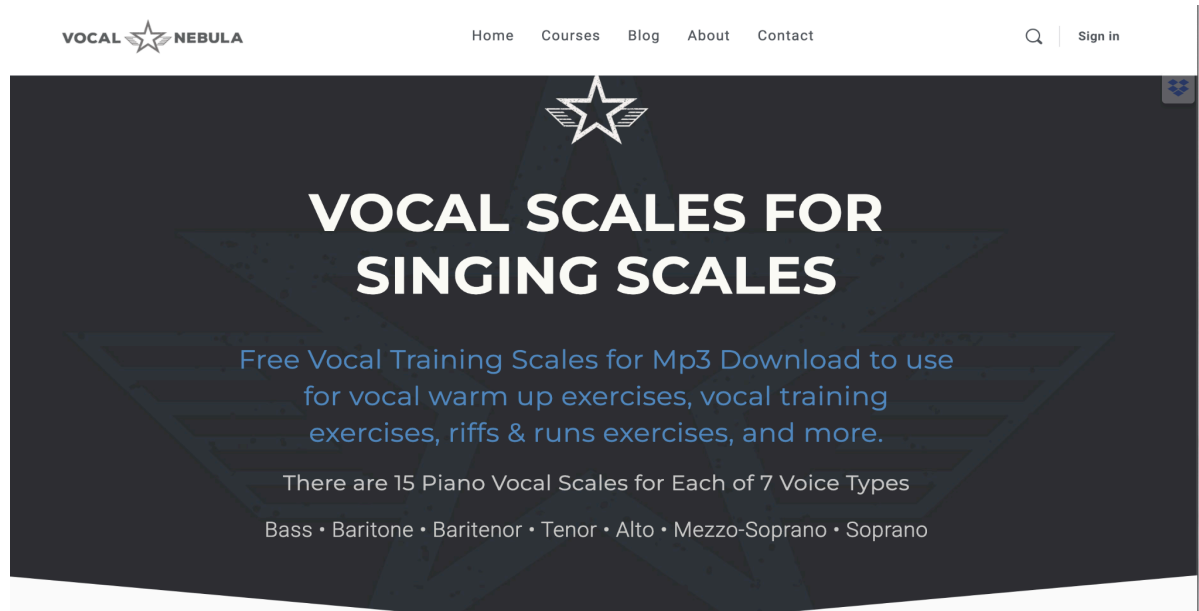 VOCAL NEBULA
Home Courses Blog About Contact
Sign in
VOCAL SCALES FOR
SINGING SCALES
Free Vocal Training Scales for Mp3 Download to use
for vocal warm up exercises, vocal training
exercises, riffs & runs exercises, and more.
There are 15 Piano Vocal Scales for Each of 7 Voice Types
Bass • Baritone • Baritenor • Tenor • Alto • Mezzo-Soprano • Soprano